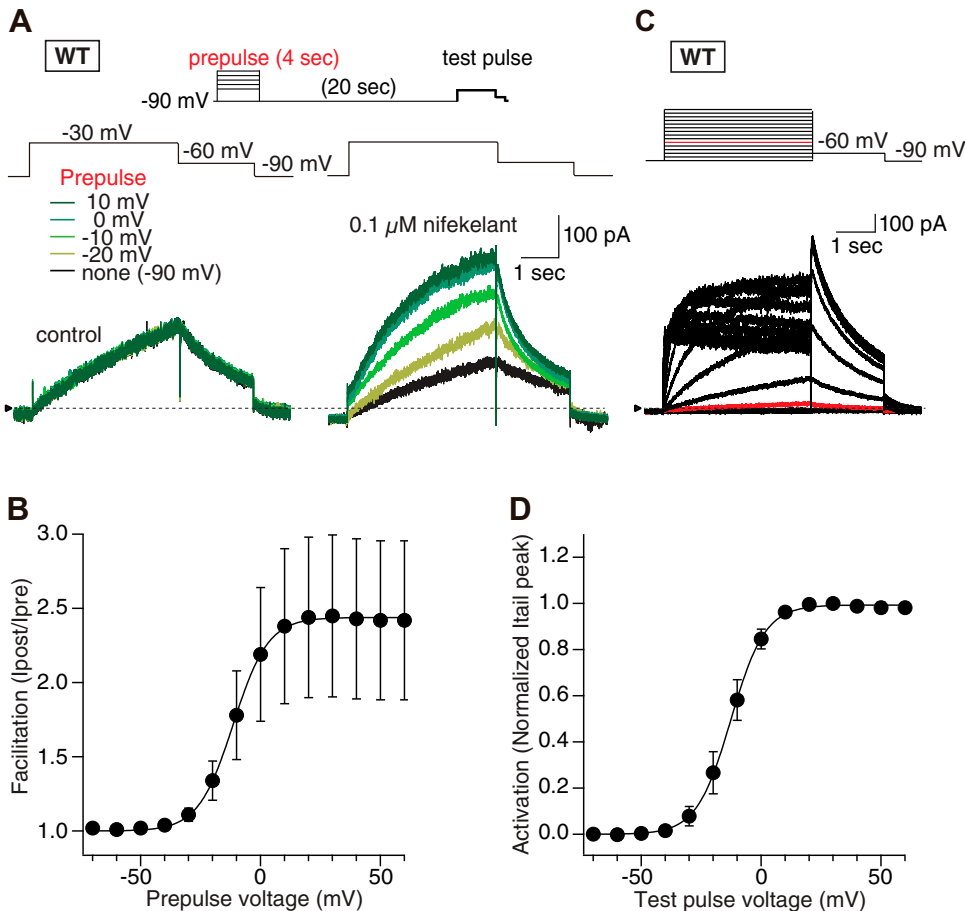 A
WT
prepulse (4 sec)
test pulse
(20 sec)
-90 mV
-30 mV
-60 mV
-90 mV
Prepulse
10 mV
0 mV
-10 mV
-20 mV
none (-90 mV)
control
0.1 µM nifekelant
100 pA
1 sec
C
WT
-60 mV
-90 mV
100 pA
1 sec
B
Facilitation (Ipost/Ipre)
3.0
2.5
2.0
1.5
1.0
-50
0
50
Prepulse voltage (mV)
D
Activation (Normalized Itail peak)
1.2
1.0
0.8
0.6
0.4
0.2
0.0
-50
0
50
Test pulse voltage (mV)